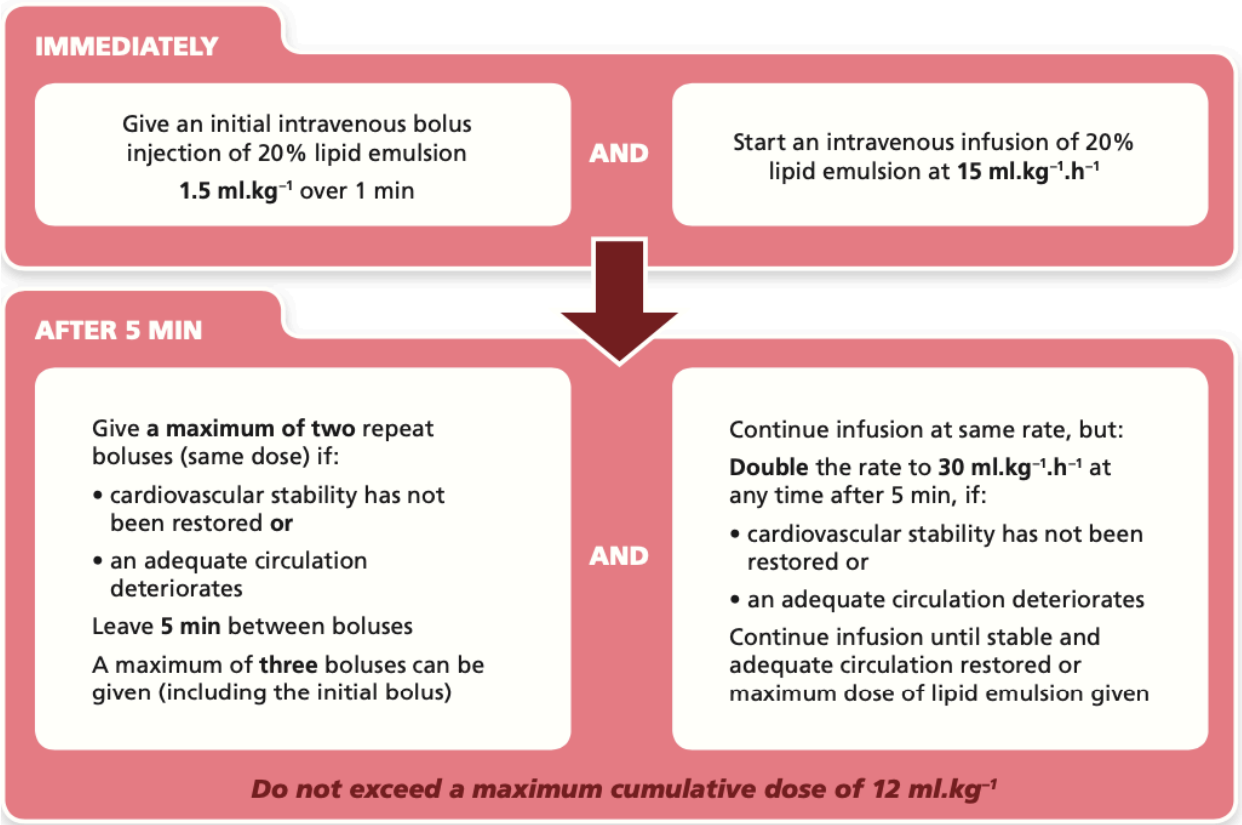 IMMEDIATELY
Give an initial intravenous bolus
injection of 20% lipid emulsion
1.5 ml.kg⁻¹ over 1 min
AND
Start an intravenous infusion of 20%
lipid emulsion at 15 ml.kg⁻¹.h⁻¹
AFTER 5 MIN
Give a maximum of two repeat
boluses (same dose) if:
• cardiovascular stability has not
been restored or
• an adequate circulation
deteriorates
Leave 5 min between boluses
A maximum of three boluses can be
given (including the initial bolus)
AND
Continue infusion at same rate, but:
Double the rate to 30 ml.kg⁻¹.h⁻¹ at
any time after 5 min, if:
• cardiovascular stability has not been
restored or
• an adequate circulation deteriorates
Continue infusion until stable and
adequate circulation restored or
maximum dose of lipid emulsion given
Do not exceed a maximum cumulative dose of 12 ml.kg⁻¹